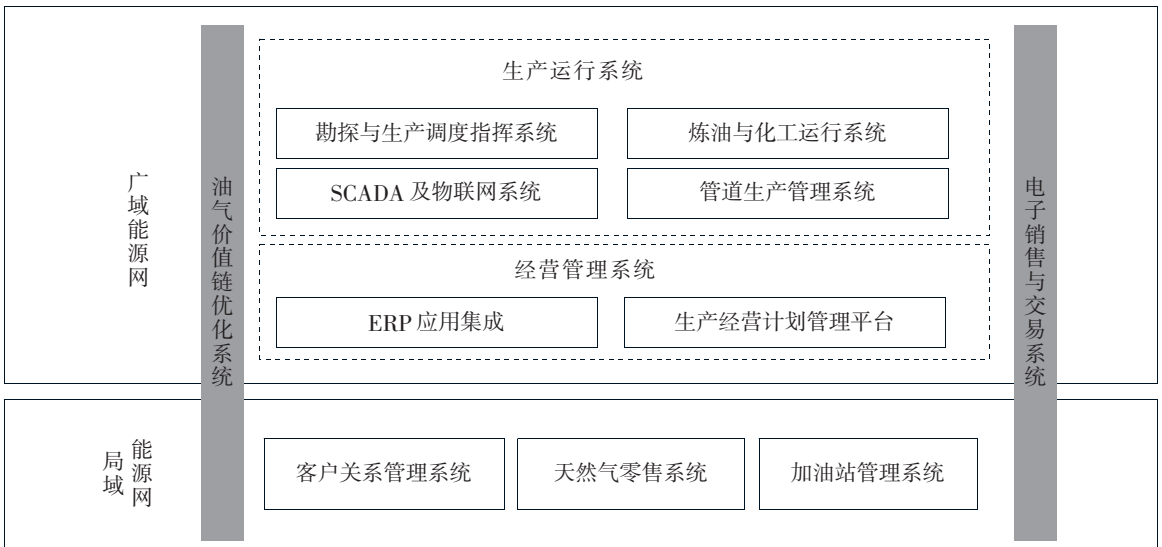 广域能源网
油气价值链优化系统
生产运行系统
勘探与生产调度指挥系统
炼油与化工运行系统
SCADA 及物联网系统
管道生产管理系统
经营管理系统
ERP 应用集成
生产经营计划管理平台
电子销售与交易系统
局域
能源网
客户关系管理系统
天然气零售系统
加油站管理系统